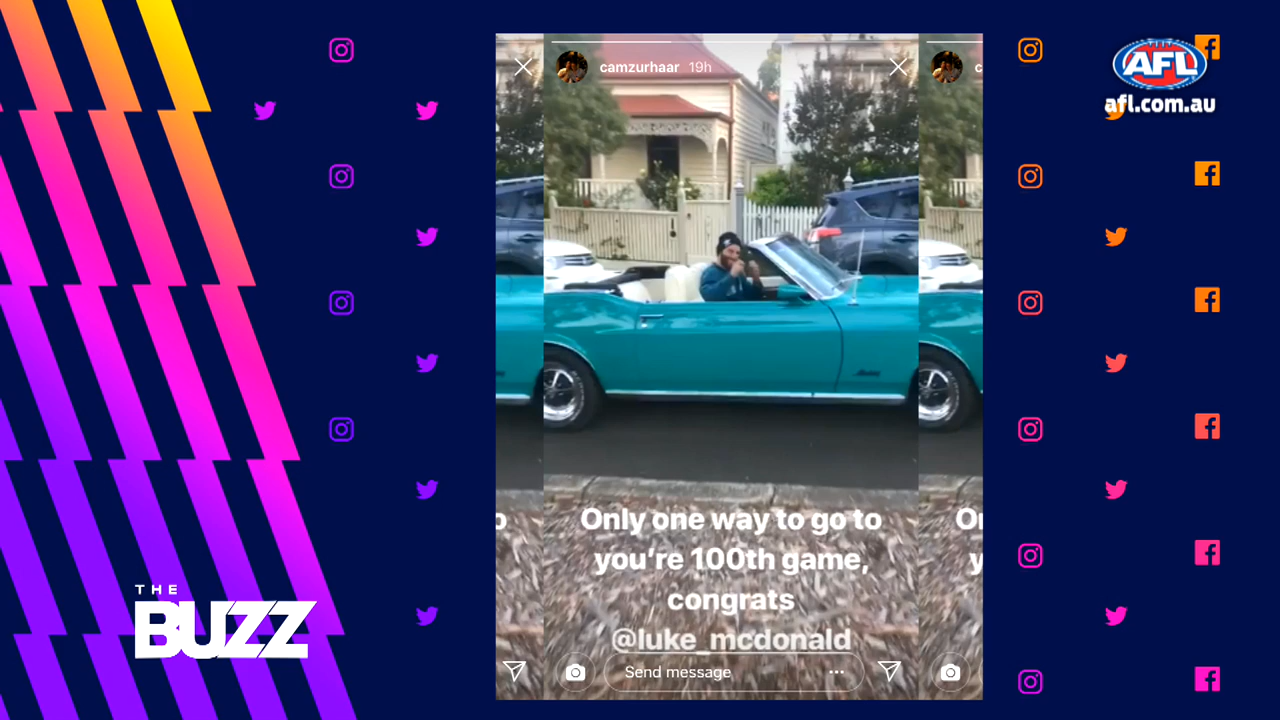 AFL
afl.com.au
camzurhaar 19h
c
Only one way to go to
you're 100th game,
congrats
@luke_mcdonald
o
Or
y
Send message
THE
BUZZ